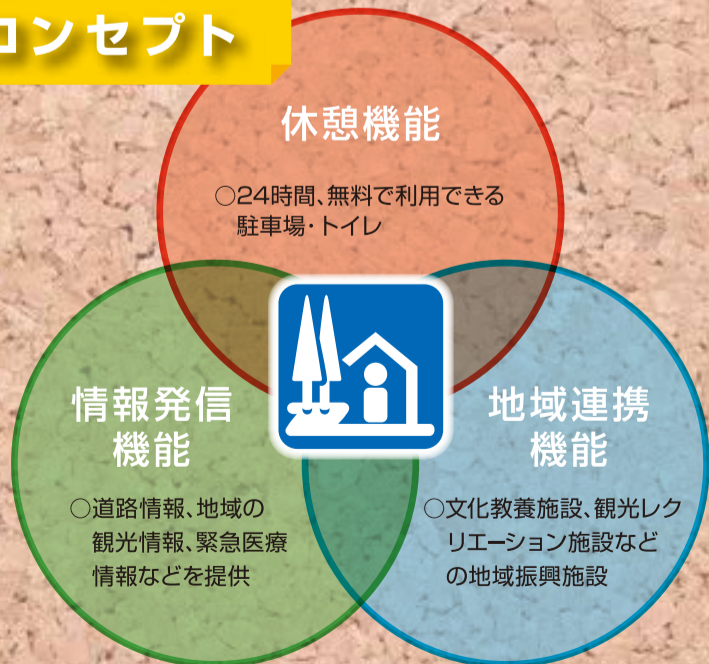 コンセプト
休憩機能
○24時間、無料で利用できる
駐車場・トイレ
情報発信
機能
○道路情報、地域の
観光情報、緊急医療
情報などを提供
地域連携
機能
○文化教養施設、観光レク
リエーション施設など
の地域振興施設